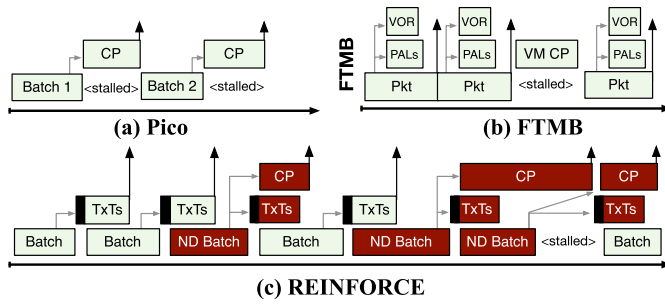 CP
CP
Batch 1
<stalled>
Batch 2
<stalled>
(a) Pico
FTMB
VOR
VOR
VOR
PALs
PALs
VM CP
PALs
Pkt
Pkt
<stalled>
Pkt
(b) FTMB
CP
CP
CP
TxTs
TxTs
TxTs
TxTs
TxTs
TxTs
Batch
Batch
ND Batch
Batch
ND Batch
ND Batch
<stalled>
Batch
(c) REINFORCE